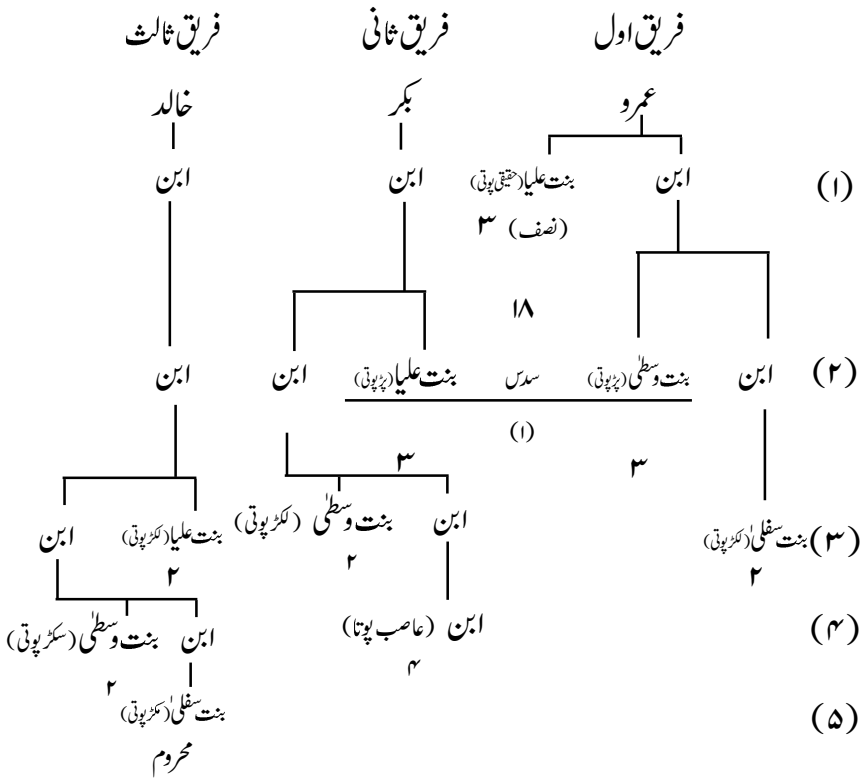 فریق اول فریق ثانی فریق ثالث
عمرو بکر خالد
(۱) ابن بنت علیا (حقیقی پوتی) ابن ابن
(نصف) ۳
۱۸
(۲) ابن بنت وسطیٰ (پڑپوتی) سدس بنت علیا (پڑپوتی) ابن ابن
(۱)
۳ ۳
(۳) بنت سفلیٰ (لکڑپوتی) ابن بنت وسطیٰ (لکڑپوتی) بنت علیا (لکڑپوتی) ابن
۲ ۲ ۲
(۴) ابن (عاصب پوتا) ابن بنت وسطیٰ (سکڑپوتی)
۴ ۲
(۵) بنت سفلیٰ (مکڑپوتی)
محروم